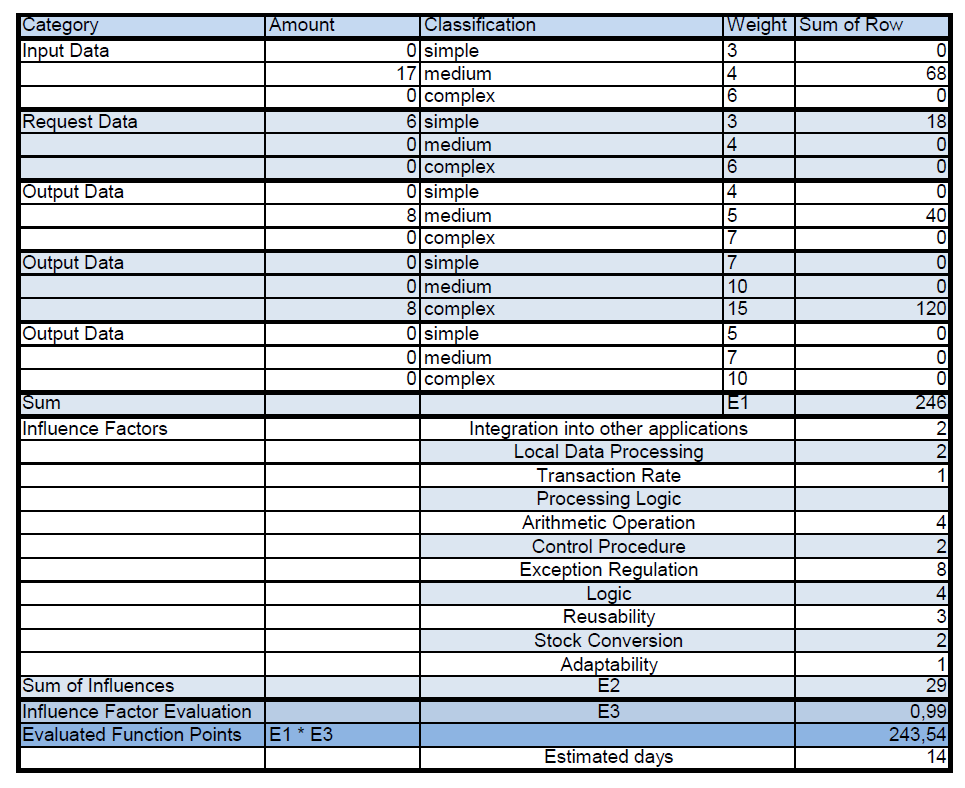 Category Amount Classification Weight Sum of Row
Input Data 0 simple 3 0
17 medium 4 68
0 complex 6 0
Request Data 6 simple 3 18
0 medium 4 0
0 complex 6 0
Output Data 0 simple 4 0
8 medium 5 40
0 complex 7 0
Output Data 0 simple 7 0
0 medium 10 0
8 complex 15 120
Output Data 0 simple 5 0
0 medium 7 0
0 complex 10 0
Sum E1 246
Influence Factors Integration into other applications 2
Local Data Processing 2
Transaction Rate 1
Processing Logic
Arithmetic Operation 4
Control Procedure 2
Exception Regulation 8
Logic 4
Reusability 3
Stock Conversion 2
Adaptability 1
Sum of Influences E2 29
Influence Factor Evaluation E3 0,99
Evaluated Function Points E1 * E3 243,54
Estimated days 14